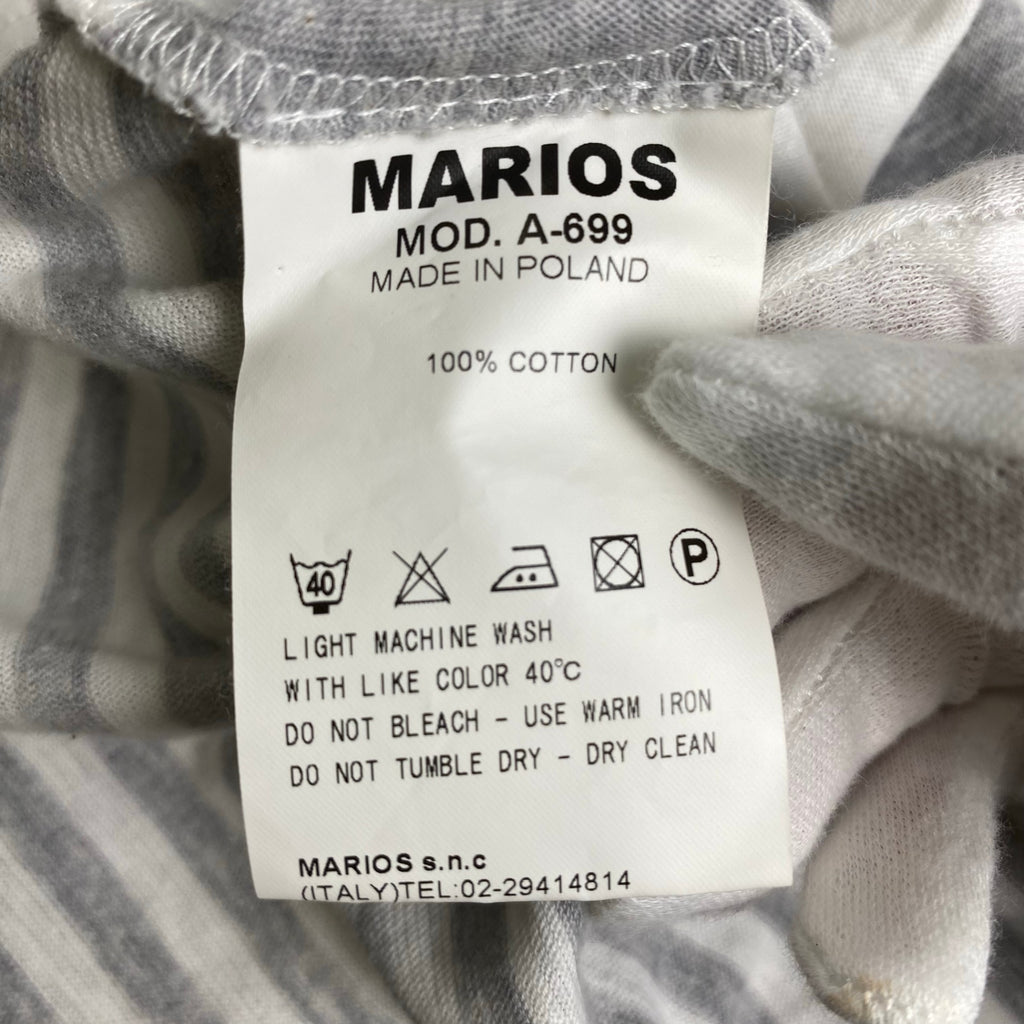 MARIOS
MOD. A-699
MADE IN POLAND
100% COTTON
40 P
LIGHT MACHINE WASH
WITH LIKE COLOR 40℃
DO NOT BLEACH - USE WARM IRON
DO NOT TUMBLE DRY - DRY CLEAN
MARIOS s.n.c
(ITALY)TEL:02-29414814